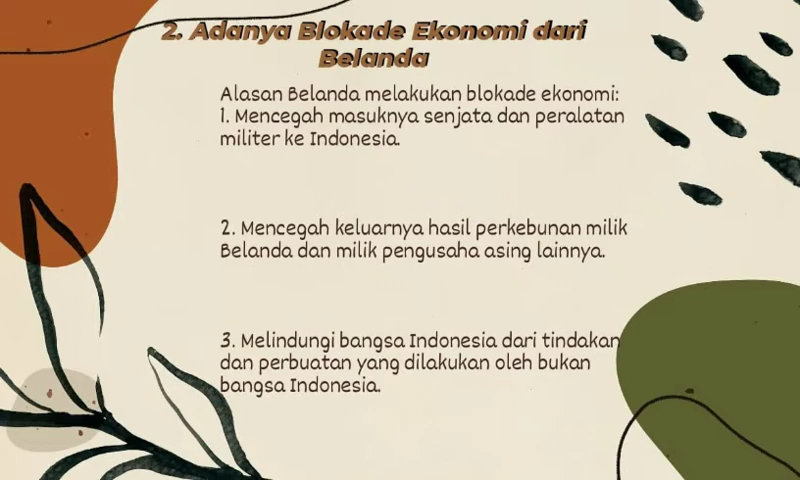 2. Adanya Blokade Ekonomi dari
Belanda
Alasan Belanda melakukan blokade ekonomi:
1. Mencegah masuknya senjata dan peralatan
militer ke Indonesia.
2. Mencegah keluarnya hasil perkebunan milik
Belanda dan milik pengusaha asing lainnya.
3. Melindungi bangsa Indonesia dari tindakan
dan perbuatan yang dilakukan oleh bukan
bangsa Indonesia.